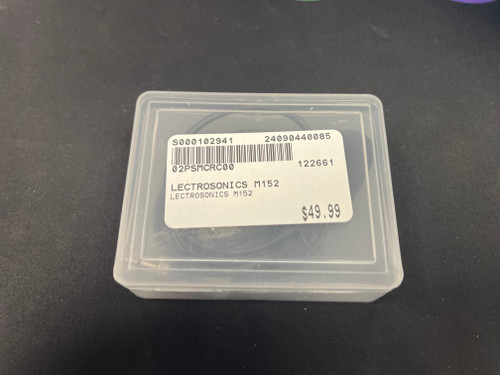 S000102941 24090440085
02PSMCRC00 122661
LECTROSONICS M152
LECTROSONICS M152
$49.99